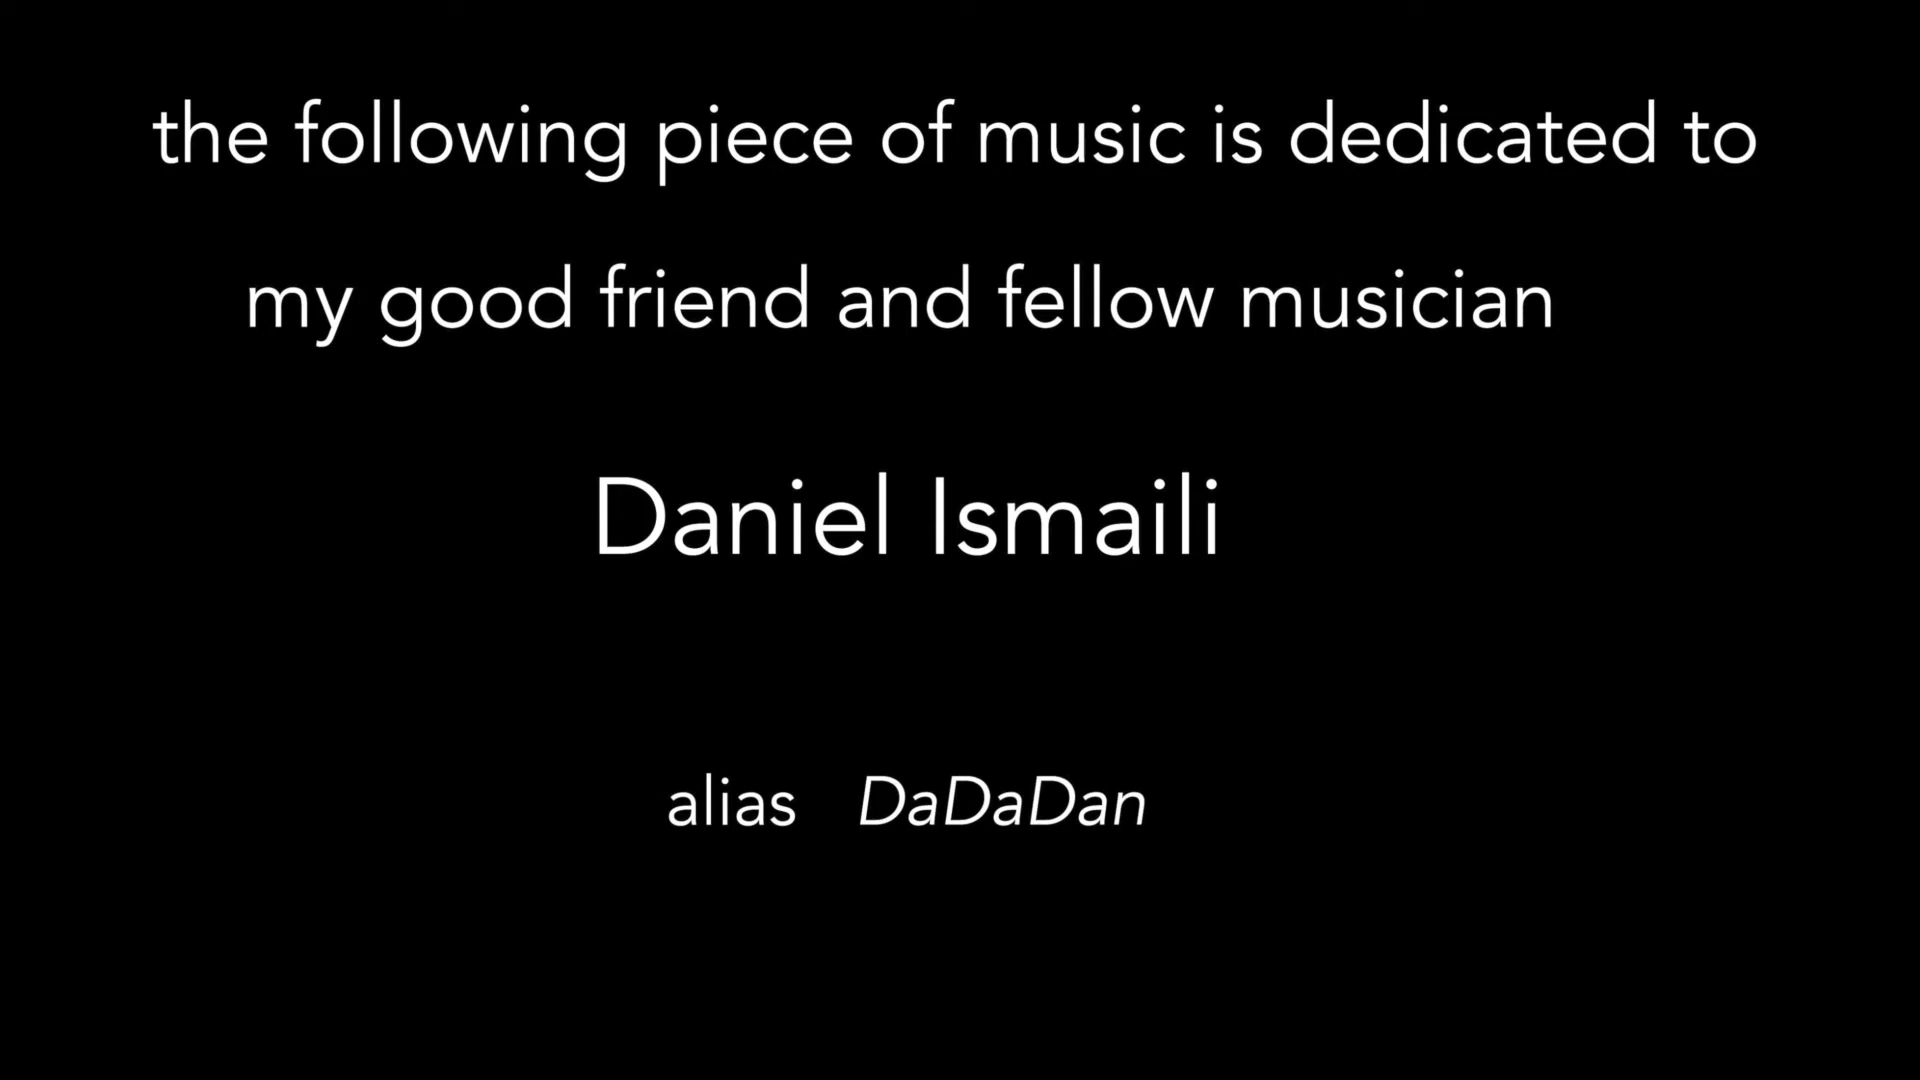 the following piece of music is dedicated to
my good friend and fellow musician
Daniel Ismaili
alias DaDaDan